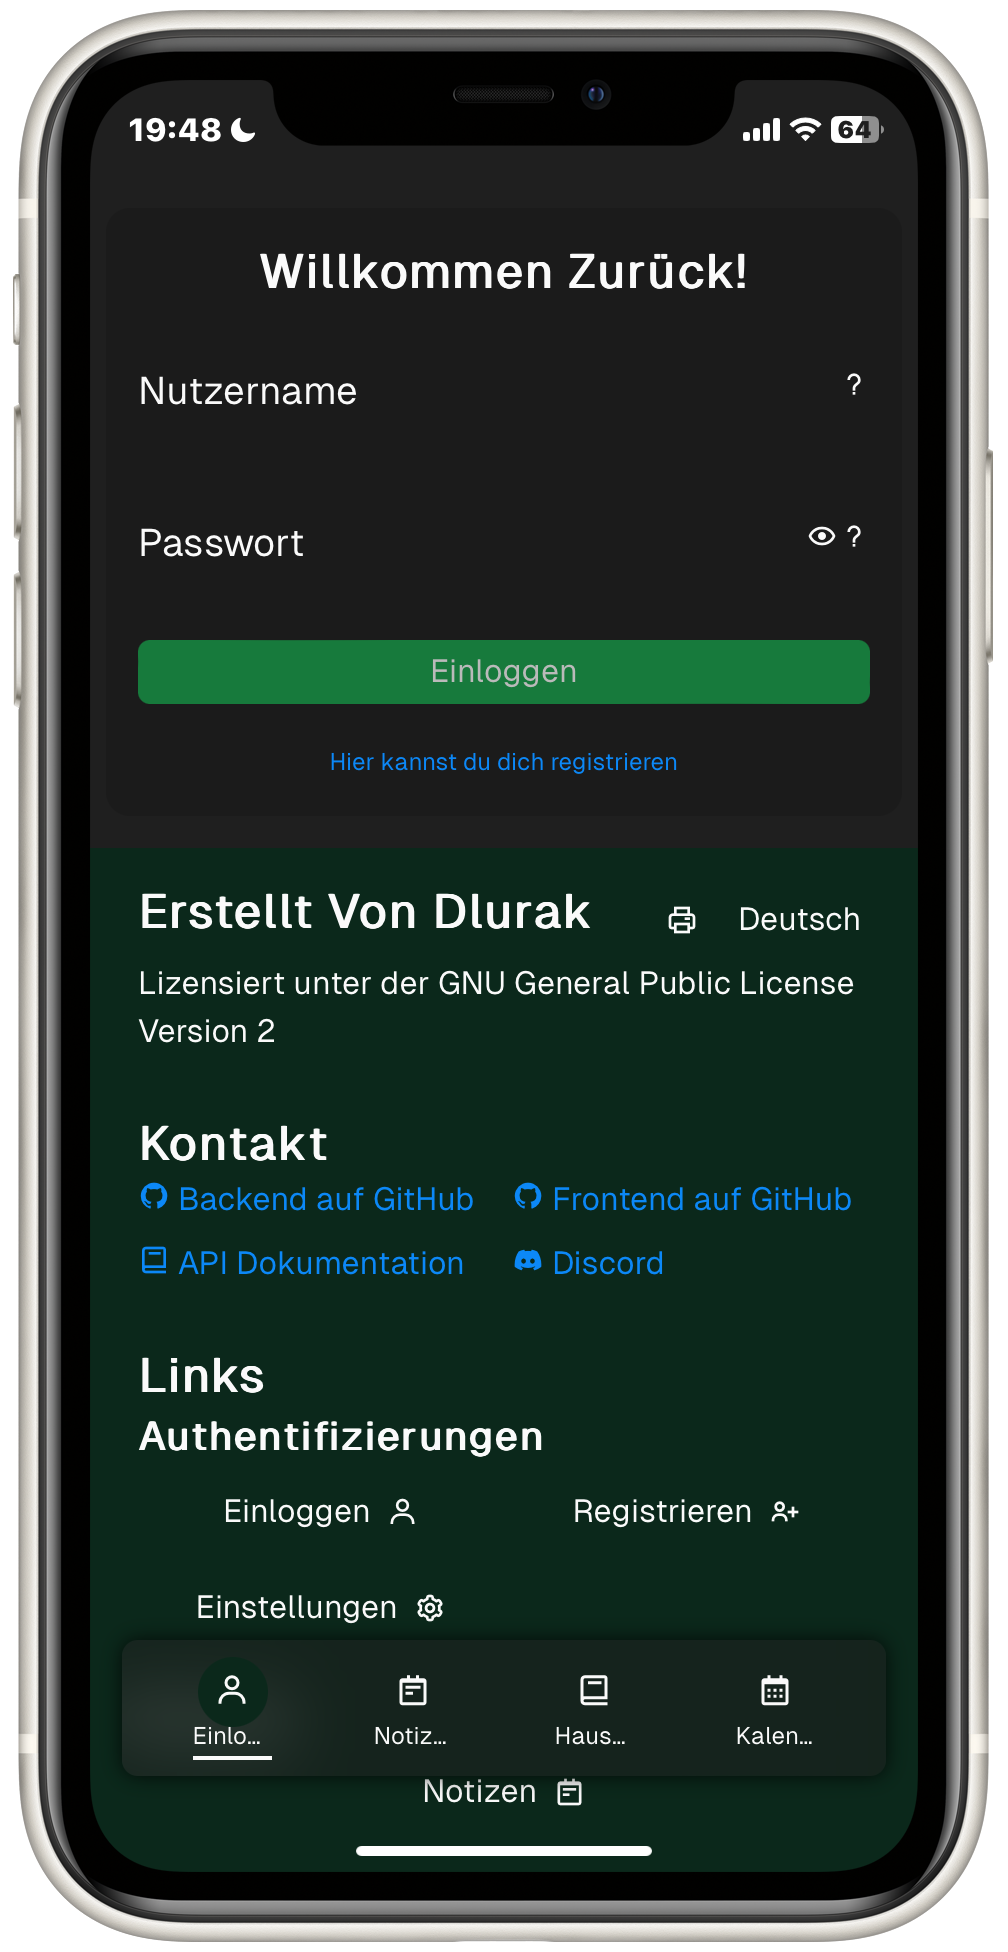 19:48
64
Willkommen Zurück!
Nutzername ?
Passwort ?
Einloggen
Hier kannst du dich registrieren
Erstellt Von Dlurak
Deutsch
Lizensiert unter der GNU General Public License
Version 2
Kontakt
Backend auf GitHub
Frontend auf GitHub
API Dokumentation
Discord
Links
Authentifizierungen
Einloggen
Registrieren
Einstellungen
Einlo...
Notiz...
Haus...
Kalen...
Notizen